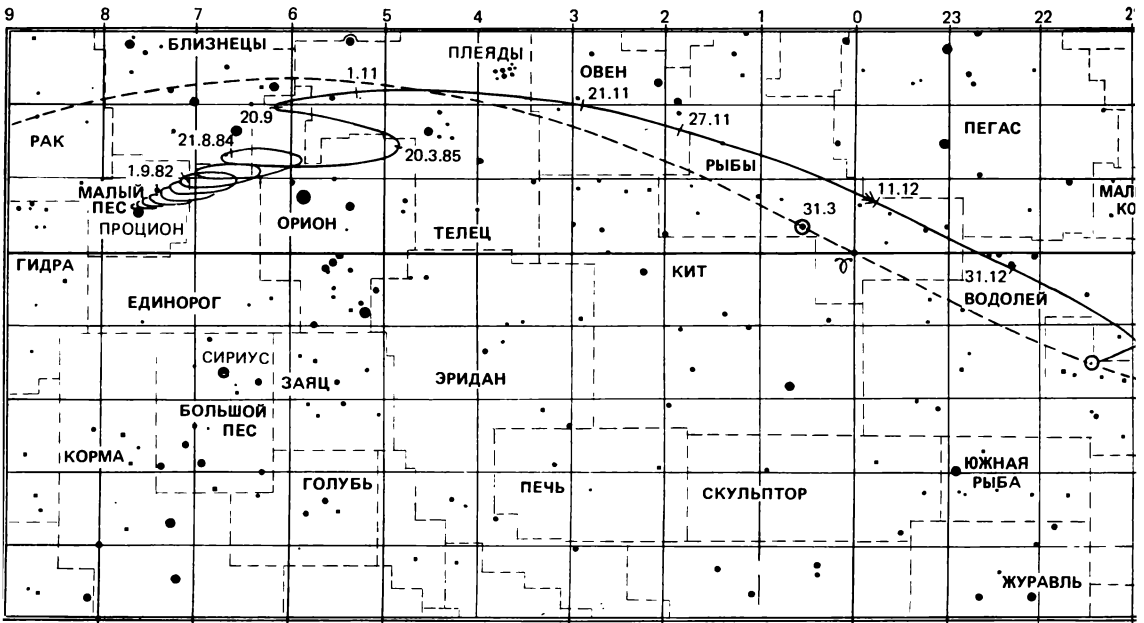 9 8 7 6 5 4 3 2 1 0 23 22
БЛИЗНЕЦЫ
ПЛЕЯДЫ
1.11
ОВЕН
21.11
20.9
27.11
РАК
21.8.84
20.3.85
ПЕГАС
РЫБЫ
1.9.82
МАЛЫЙ
ПЕС
ПРОЦИОН
ОРИОН
ТЕЛЕЦ
31.3
11.12
МАЛ
КО
ГИДРА
КИТ
♈
31.12
ВОДОЛЕЙ
ЕДИНОРОГ
СИРИУС
ЗАЯЦ
ЭРИДАН
БОЛЬШОЙ
ПЕС
КОРМА
ГОЛУБЬ
ПЕЧЬ
СКУЛЬПТОР
ЮЖНАЯ
РЫБА
ЖУРАВЛЬ